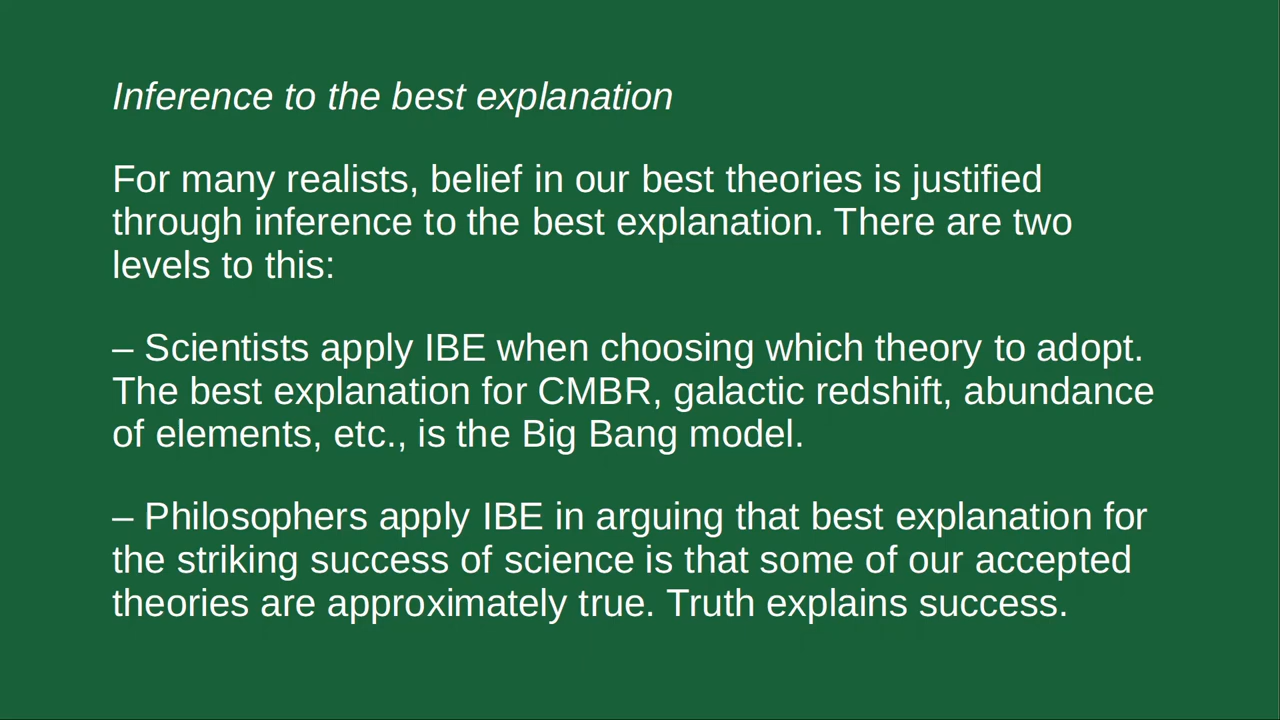 Inference to the best explanation
For many realists, belief in our best theories is justified
through inference to the best explanation. There are two
levels to this:
– Scientists apply IBE when choosing which theory to adopt.
The best explanation for CMBR, galactic redshift, abundance
of elements, etc., is the Big Bang model.
– Philosophers apply IBE in arguing that best explanation for
the striking success of science is that some of our accepted
theories are approximately true. Truth explains success.